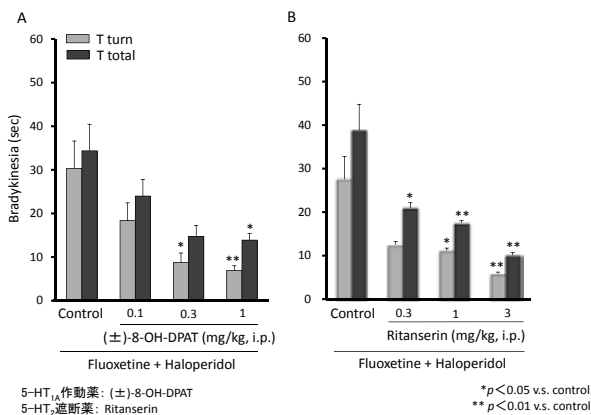 A
T turn
T total
Bradykinesia (sec)
60
50
40
30
20
10
0
*
**
*
Control
0.1
0.3
1
(±)-8-OH-DPAT (mg/kg, i.p.)
Fluoxetine + Haloperidol
B
60
50
40
30
20
10
0
*
*
**
**
**
Control
0.3
1
3
Ritanserin (mg/kg, i.p.)
Fluoxetine + Haloperidol
5-HT1A作動薬: (±)-8-OH-DPAT
5-HT2遮断薬: Ritanserin
*p<0.05 v.s. control
** p<0.01 v.s. control